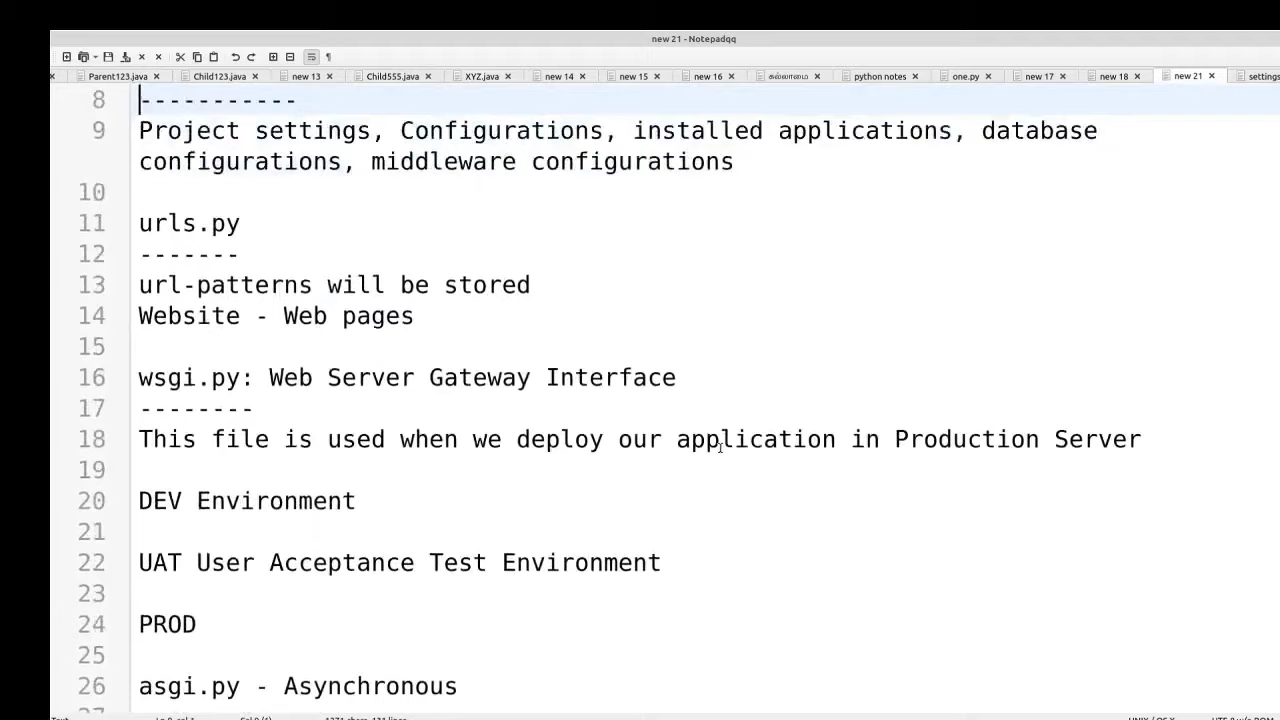 new 21 - Notepadqq
Parent123.java Child123.java new 13 Child555.java XYZ.java new 14 new 15 new 16 python notes one.py new 17 new 18 new 21 settings
8 -----------
9 Project settings, Configurations, installed applications, database
configurations, middleware configurations
10
11 urls.py
12 -------
13 url-patterns will be stored
14 Website - Web pages
15
16 wsgi.py: Web Server Gateway Interface
17 --------
18 This file is used when we deploy our application in Production Server
19
20 DEV Environment
21
22 UAT User Acceptance Test Environment
23
24 PROD
25
26 asgi.py - Asynchronous
27